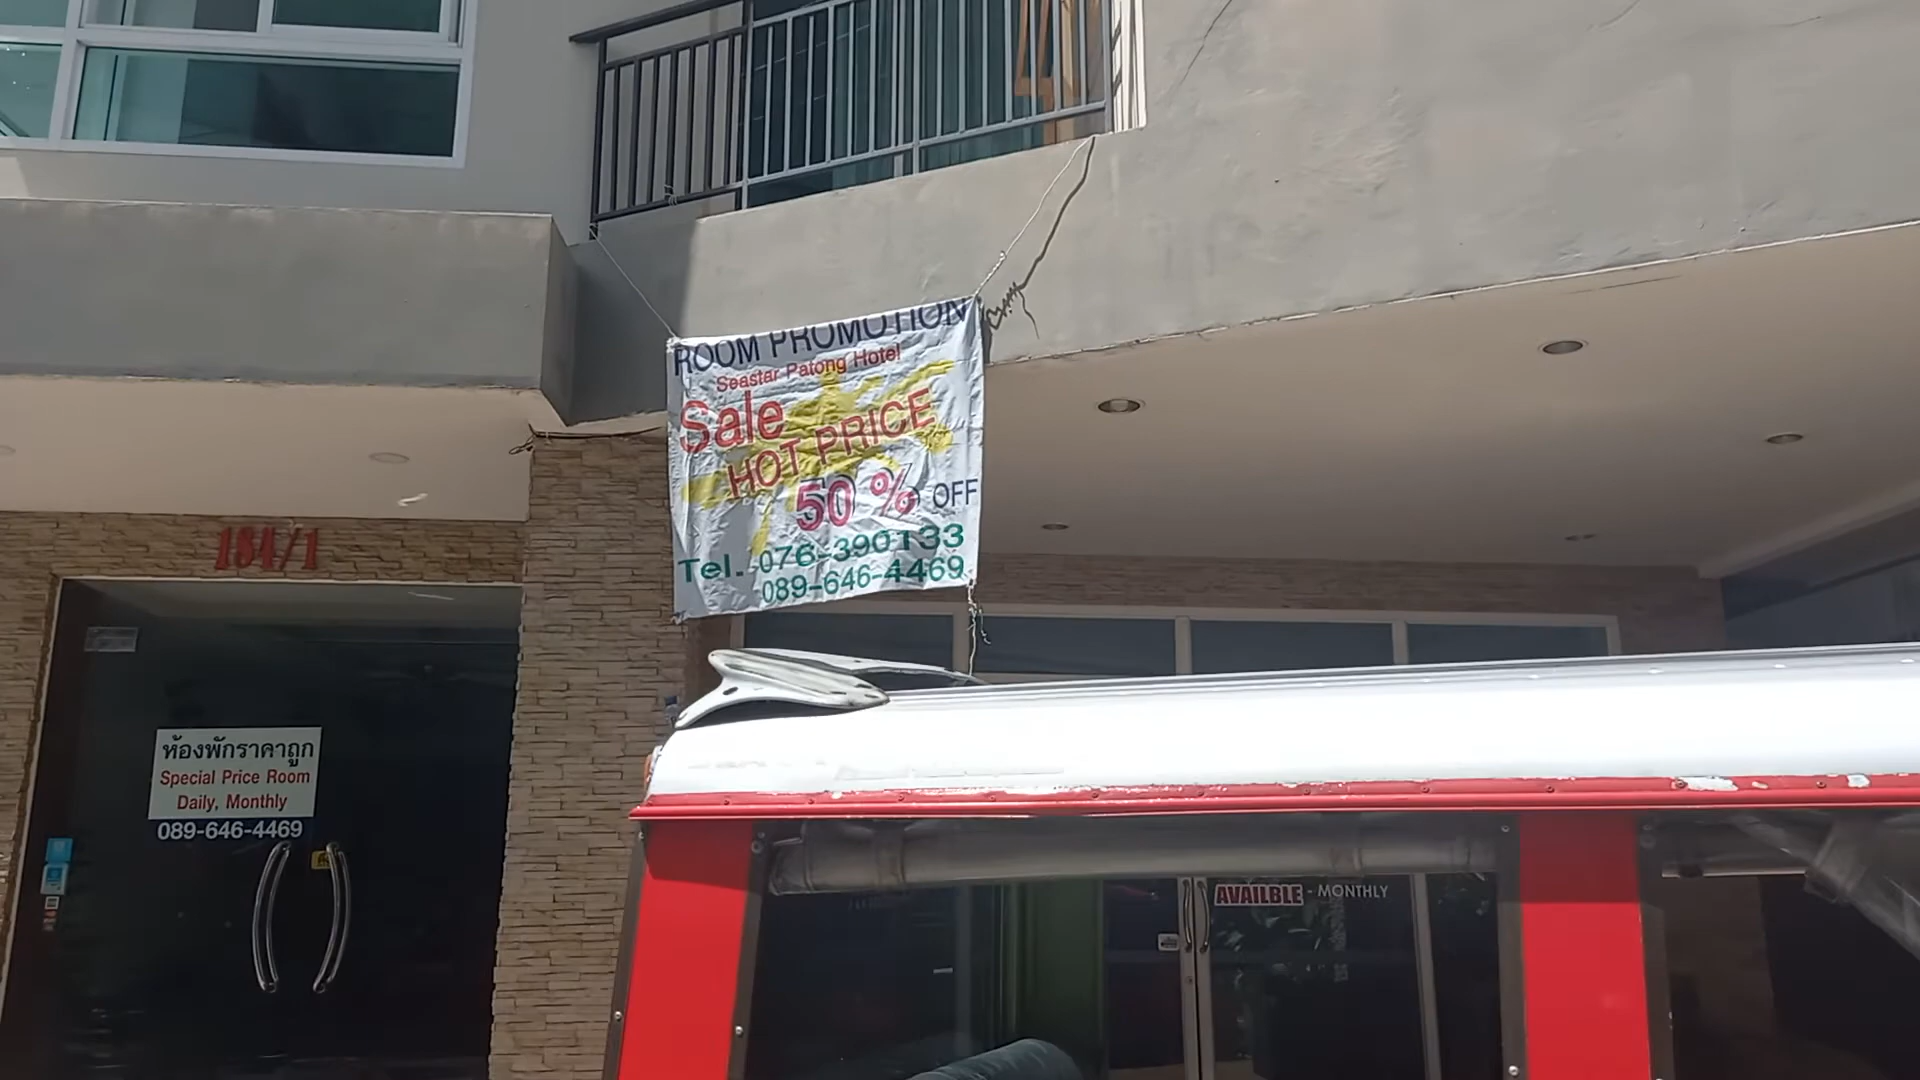 ROOM PROMOTION
Seastar Patong Hotel
Sale
HOT PRICE
50 % OFF
Tel. 076-390133
089-646-4469
184/1
ห้องพักราคาถูก
Special Price Room
Daily, Monthly
089-646-4469
AVAILBLE - MONTHLY